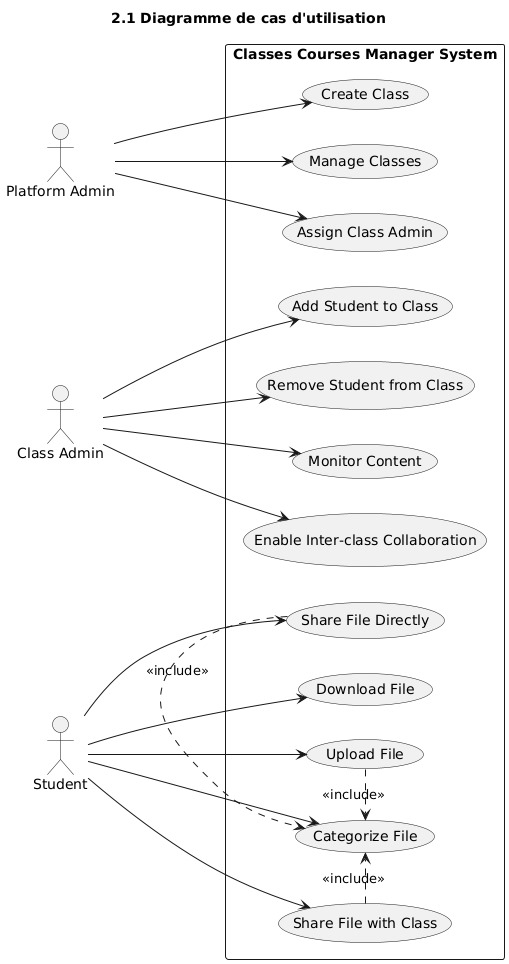 2.1 Diagramme de cas d'utilisation
Classes Courses Manager System
Create Class
Manage Classes
Platform Admin
Assign Class Admin
Add Student to Class
Remove Student from Class
Class Admin
Monitor Content
Enable Inter-class Collaboration
Share File Directly
«include»
Download File
Upload File
Student
«include»
Categorize File
«include»
Share File with Class